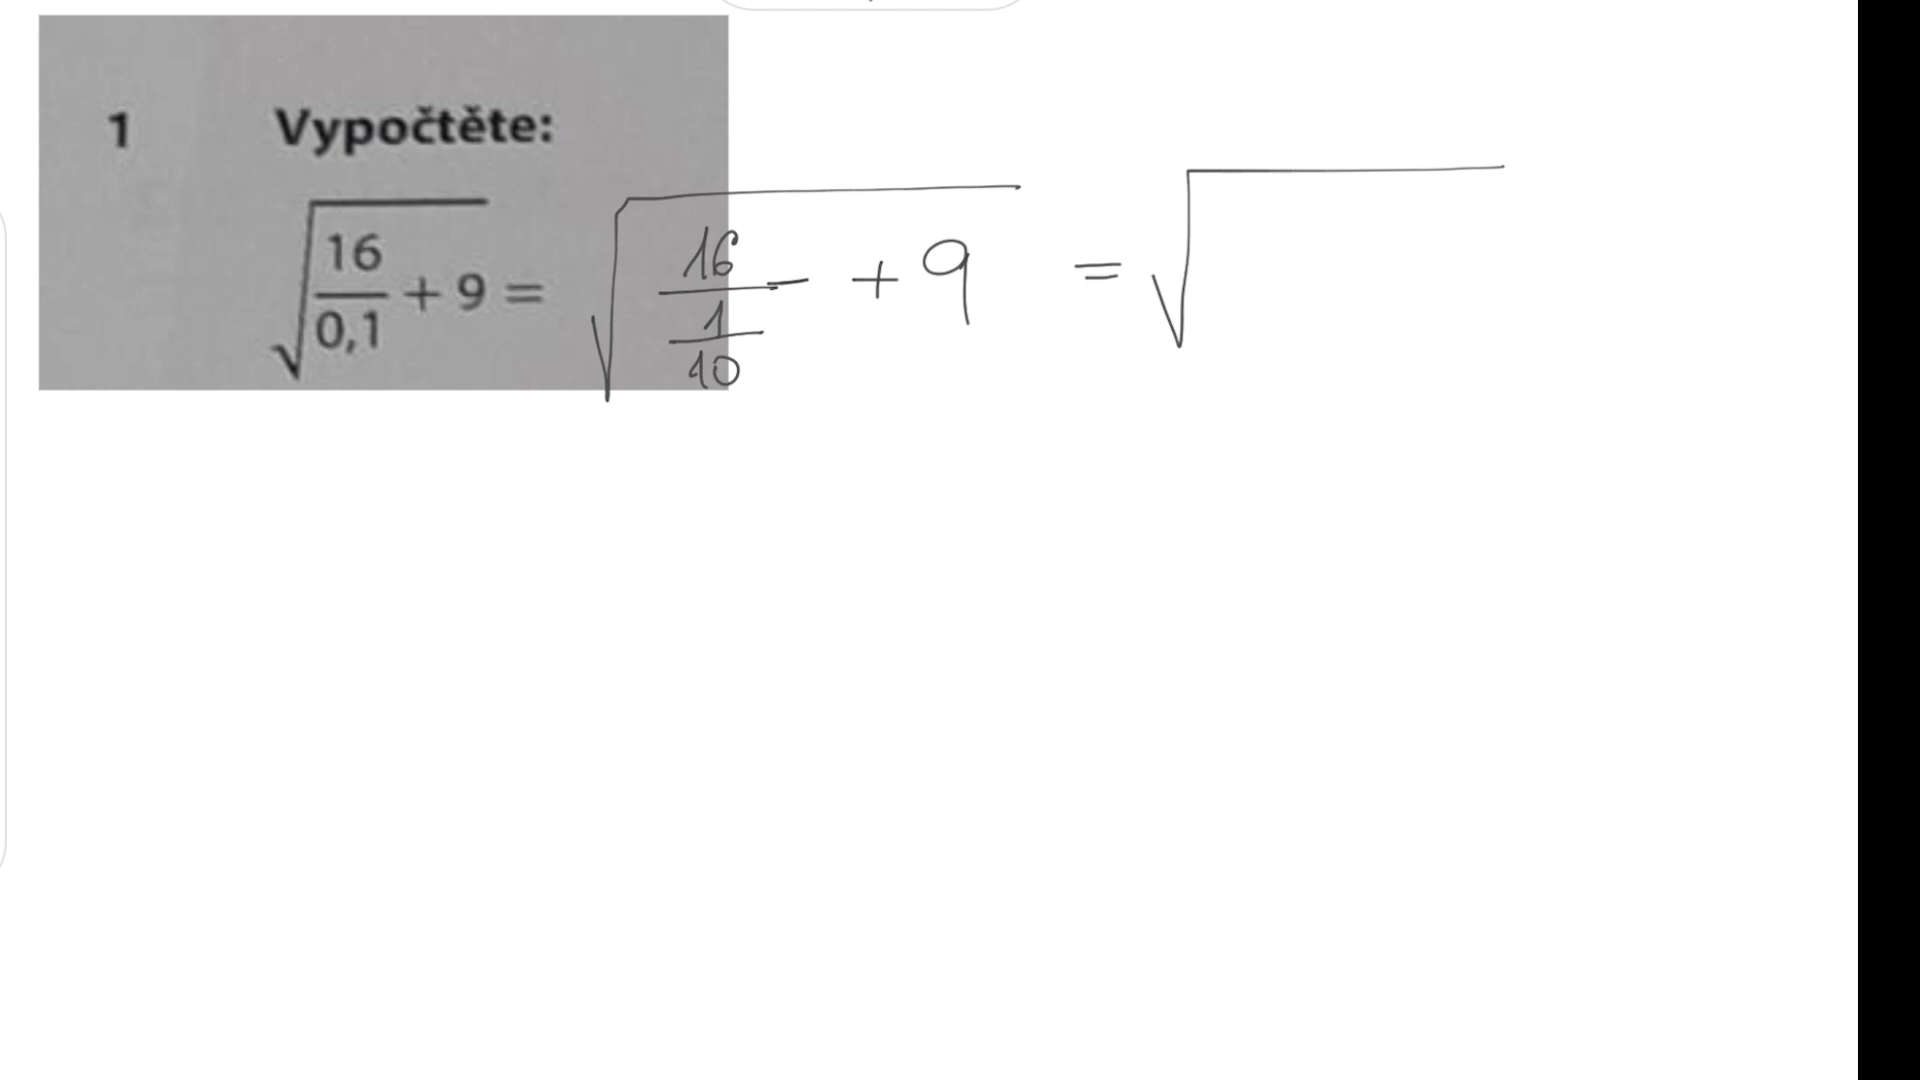 1 Vypočtěte:
√(16/0,1 + 9) = √(16/(1/10) + 9) = √